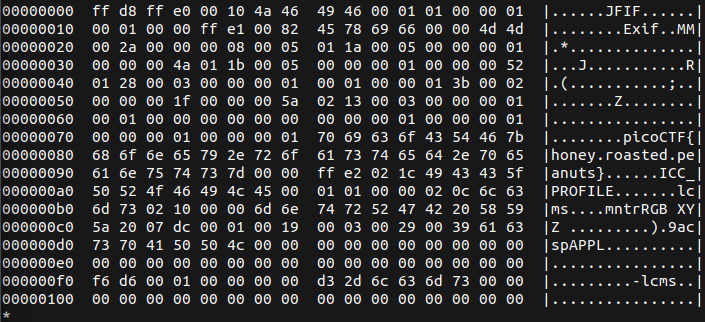 00000000  ff d8 ff e0 00 10 4a 46  49 46 00 01 01 00 00 01  |......JFIF......|
00000010  00 01 00 00 ff e1 00 82  45 78 69 66 00 00 4d 4d  |........Exif..MM|
00000020  00 2a 00 00 00 08 00 05  01 1a 00 05 00 00 00 01  |.*..............|
00000030  00 00 00 4a 01 1b 00 05  00 00 00 01 00 00 00 52  |...J...........R|
00000040  01 28 00 03 00 00 00 01  00 01 00 00 01 3b 00 02  |.(...........;..|
00000050  00 00 00 1f 00 00 00 5a  02 13 00 03 00 00 00 01  |.......Z........|
00000060  00 01 00 00 00 00 00 00  00 00 00 01 00 00 00 01  |................|
00000070  00 00 00 01 00 00 00 01  70 69 63 6f 43 54 46 7b  |........picoCTF{|
00000080  68 6f 6e 65 79 2e 72 6f  61 73 74 65 64 2e 70 65  |honey.roasted.pe|
00000090  61 6e 75 74 73 7d 00 00  ff e2 02 1c 49 43 43 5f  |anuts}......ICC_|
000000a0  50 52 4f 46 49 4c 45 00  01 01 00 00 02 0c 6c 63  |PROFILE.......lc|
000000b0  6d 73 02 10 00 00 6d 6e  74 72 52 47 42 20 58 59  |ms....mntrRGB XY|
000000c0  5a 20 07 dc 00 01 00 19  00 03 00 29 00 39 61 63  |Z .........).9ac|
000000d0  73 70 41 50 50 4c 00 00  00 00 00 00 00 00 00 00  |spAPPL..........|
000000e0  00 00 00 00 00 00 00 00  00 00 00 00 00 00 00 00  |................|
000000f0  f6 d6 00 01 00 00 00 00  d3 2d 6c 63 6d 73 00 00  |.........-lcms..|
00000100  00 00 00 00 00 00 00 00  00 00 00 00 00 00 00 00  |................|
*